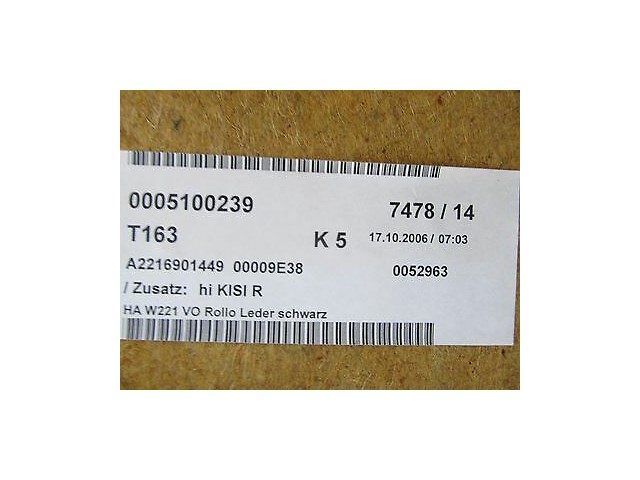 0005100239 7478 / 14
T163 K 5 17.10.2006 / 07:03
A2216901449 00009E38 0052963
/ Zusatz: hi KISI R
HA W221 VO Rollo Leder schwarz